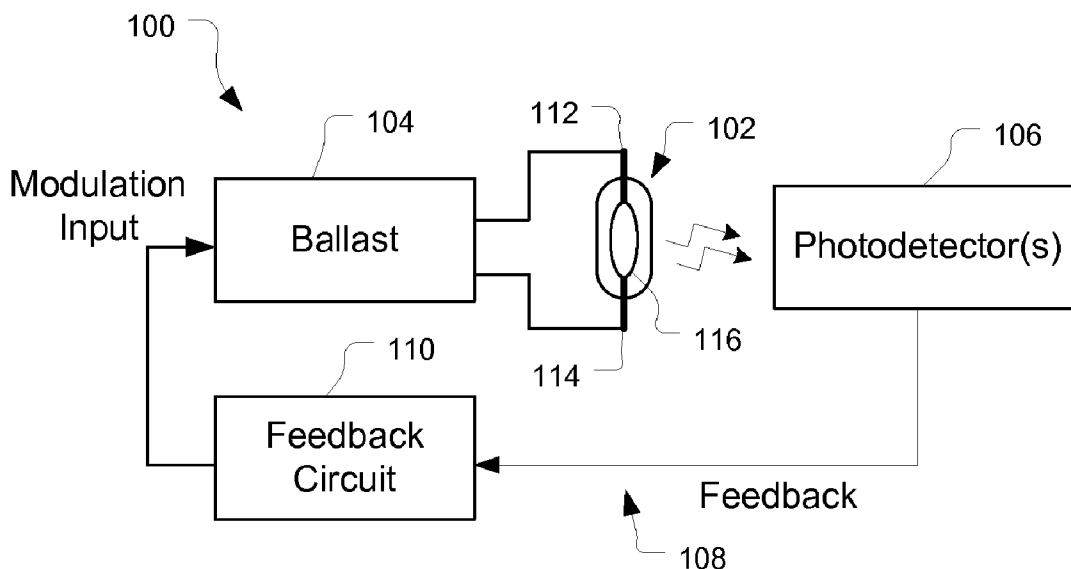 100
104
112
102
106
Modulation
Input
Ballast
Photodetector(s)
110
114
116
Feedback
Circuit
Feedback
108